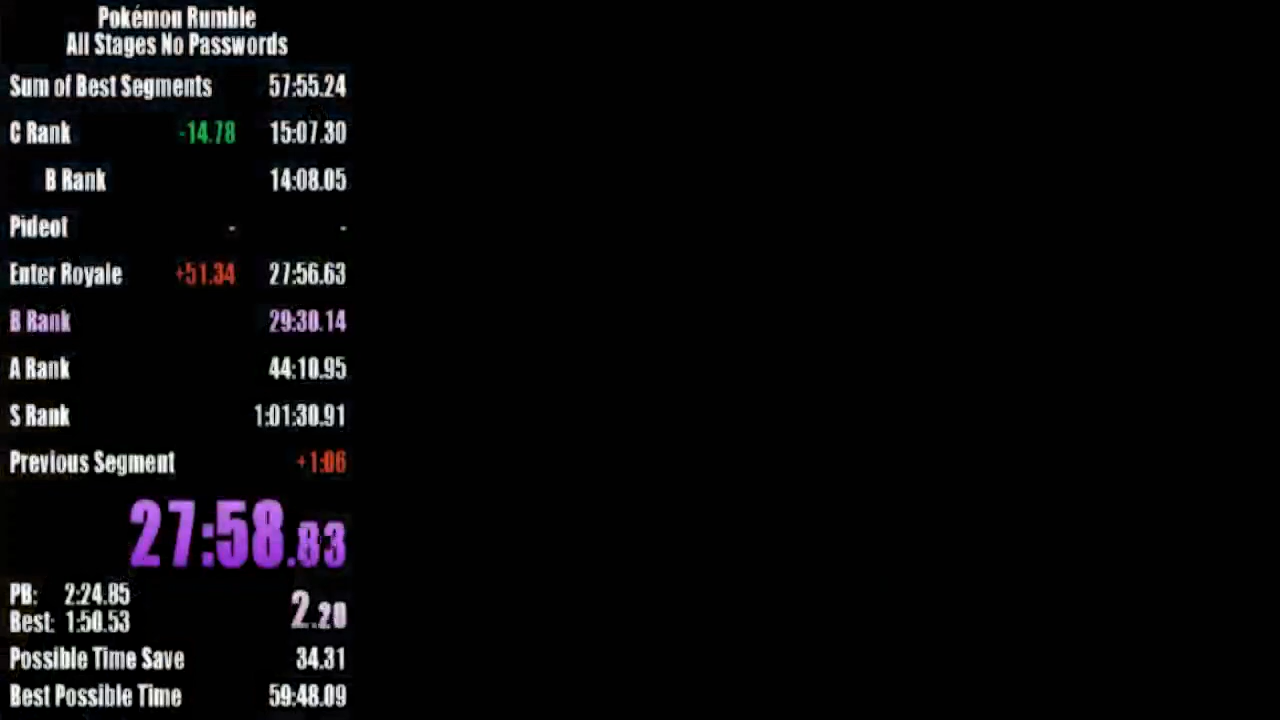 Pokémon Rumble
All Stages No Passwords
Sum of Best Segments 57:55.24
C Rank -14.78 15:07.30
B Rank 14:08.05
Pideot - -
Enter Royale +51.34 27:56.63
B Rank 29:30.14
A Rank 44:10.95
S Rank 1:01:30.91
Previous Segment +1:06
27:58.83
PB: 2:24.85
Best: 1:50.53
2.20
Possible Time Save 34.31
Best Possible Time 59:48.09